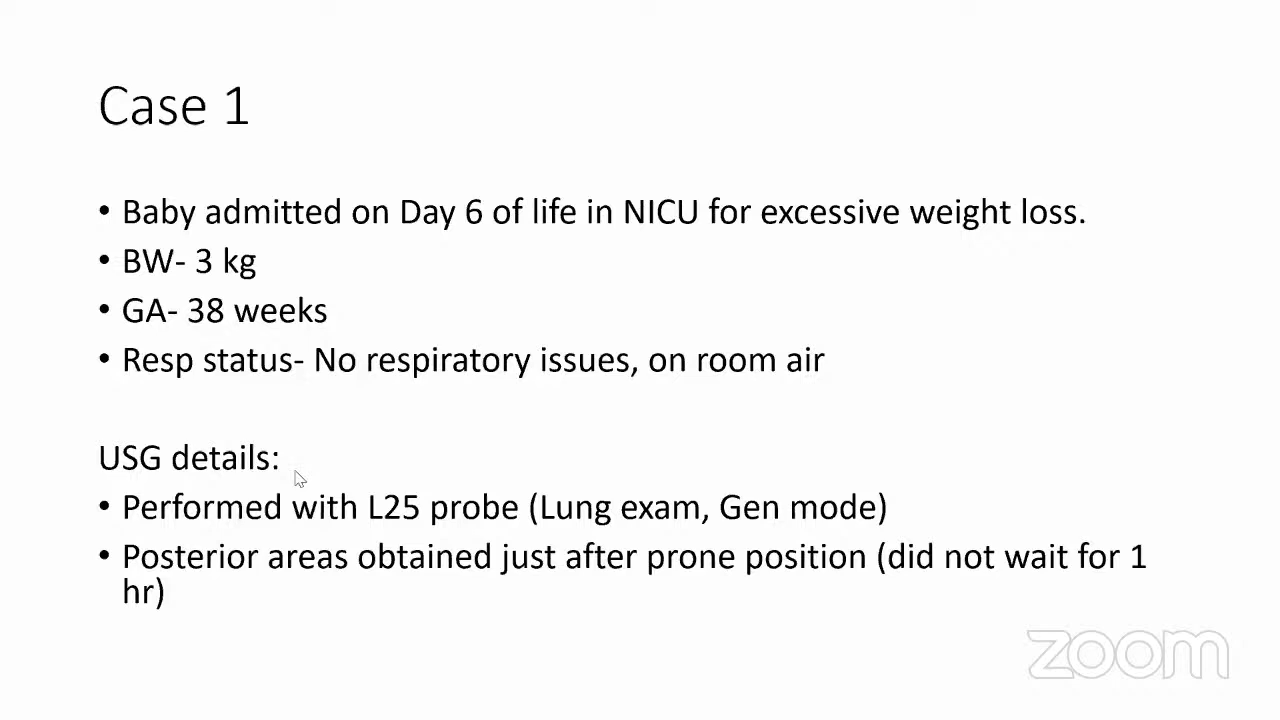 Case 1
• Baby admitted on Day 6 of life in NICU for excessive weight loss.
• BW- 3 kg
• GA- 38 weeks
• Resp status- No respiratory issues, on room air
USG details:
• Performed with L25 probe (Lung exam, Gen mode)
• Posterior areas obtained just after prone position (did not wait for 1
hr)
zoom